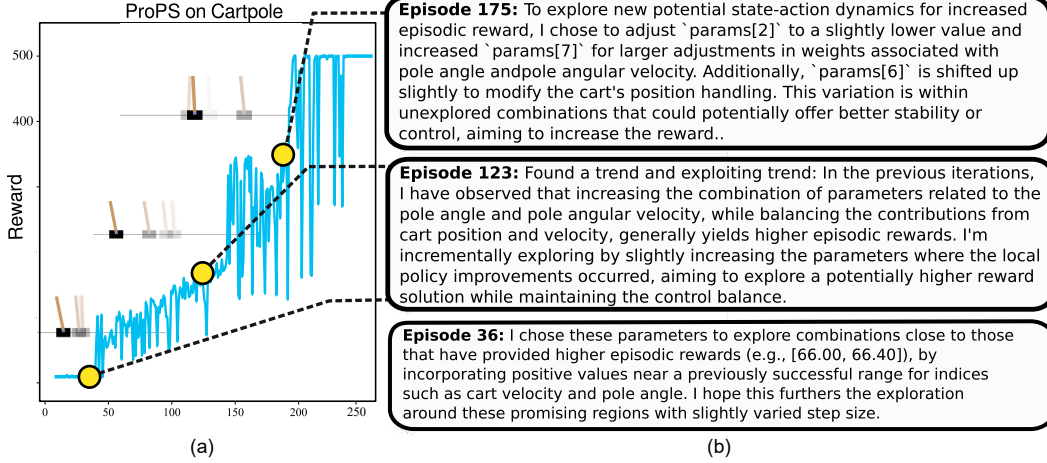 ProPS on Cartpole
500
400
Reward
0
50
100
150
200
250
(a)
Episode 175: To explore new potential state-action dynamics for increased
episodic reward, I chose to adjust `params[2]` to a slightly lower value and
increased `params[7]` for larger adjustments in weights associated with
pole angle andpole angular velocity. Additionally, `params[6]` is shifted up
slightly to modify the cart's position handling. This variation is within
unexplored combinations that could potentially offer better stability or
control, aiming to increase the reward..
Episode 123: Found a trend and exploiting trend: In the previous iterations,
I have observed that increasing the combination of parameters related to the
pole angle and pole angular velocity, while balancing the contributions from
cart position and velocity, generally yields higher episodic rewards. I'm
incrementally exploring by slightly increasing the parameters where the local
policy improvements occurred, aiming to explore a potentially higher reward
solution while maintaining the control balance.
Episode 36: I chose these parameters to explore combinations close to those
that have provided higher episodic rewards (e.g., [66.00, 66.40]), by
incorporating positive values near a previously successful range for indices
such as cart velocity and pole angle. I hope this furthers the exploration
around these promising regions with slightly varied step size.
(b)